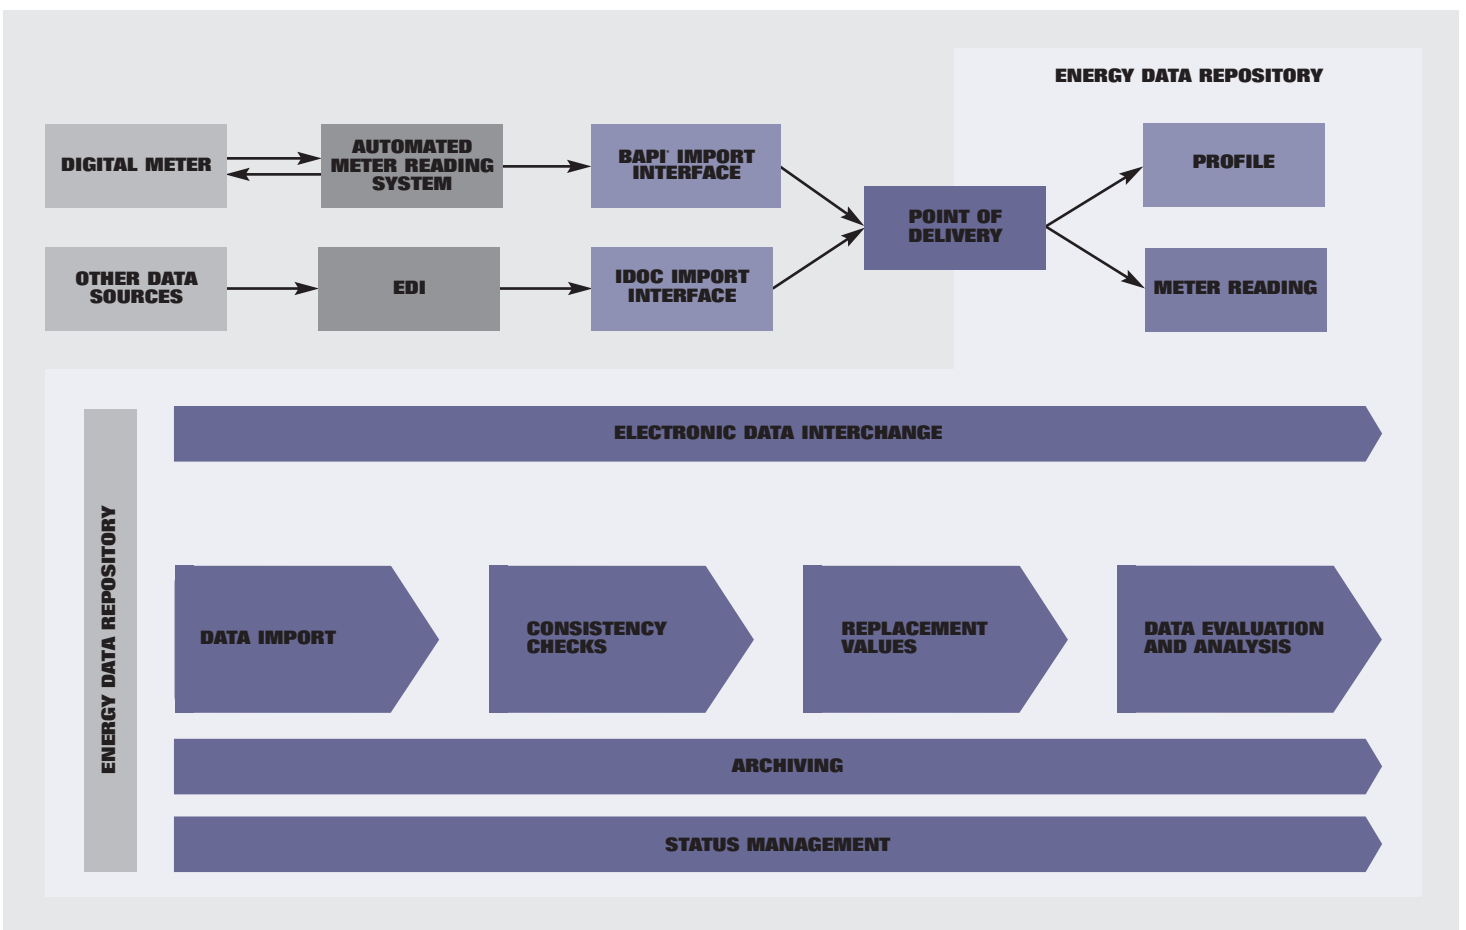 ENERGY DATA REPOSITORY
DIGITAL METER
AUTOMATED
METER READING
SYSTEM
BAPI® IMPORT
INTERFACE
PROFILE
POINT OF
DELIVERY
OTHER DATA
SOURCES
EDI
IDOC IMPORT
INTERFACE
METER READING
ENERGY DATA REPOSITORY
ELECTRONIC DATA INTERCHANGE
DATA IMPORT
CONSISTENCY
CHECKS
REPLACEMENT
VALUES
DATA EVALUATION
AND ANALYSIS
ARCHIVING
STATUS MANAGEMENT